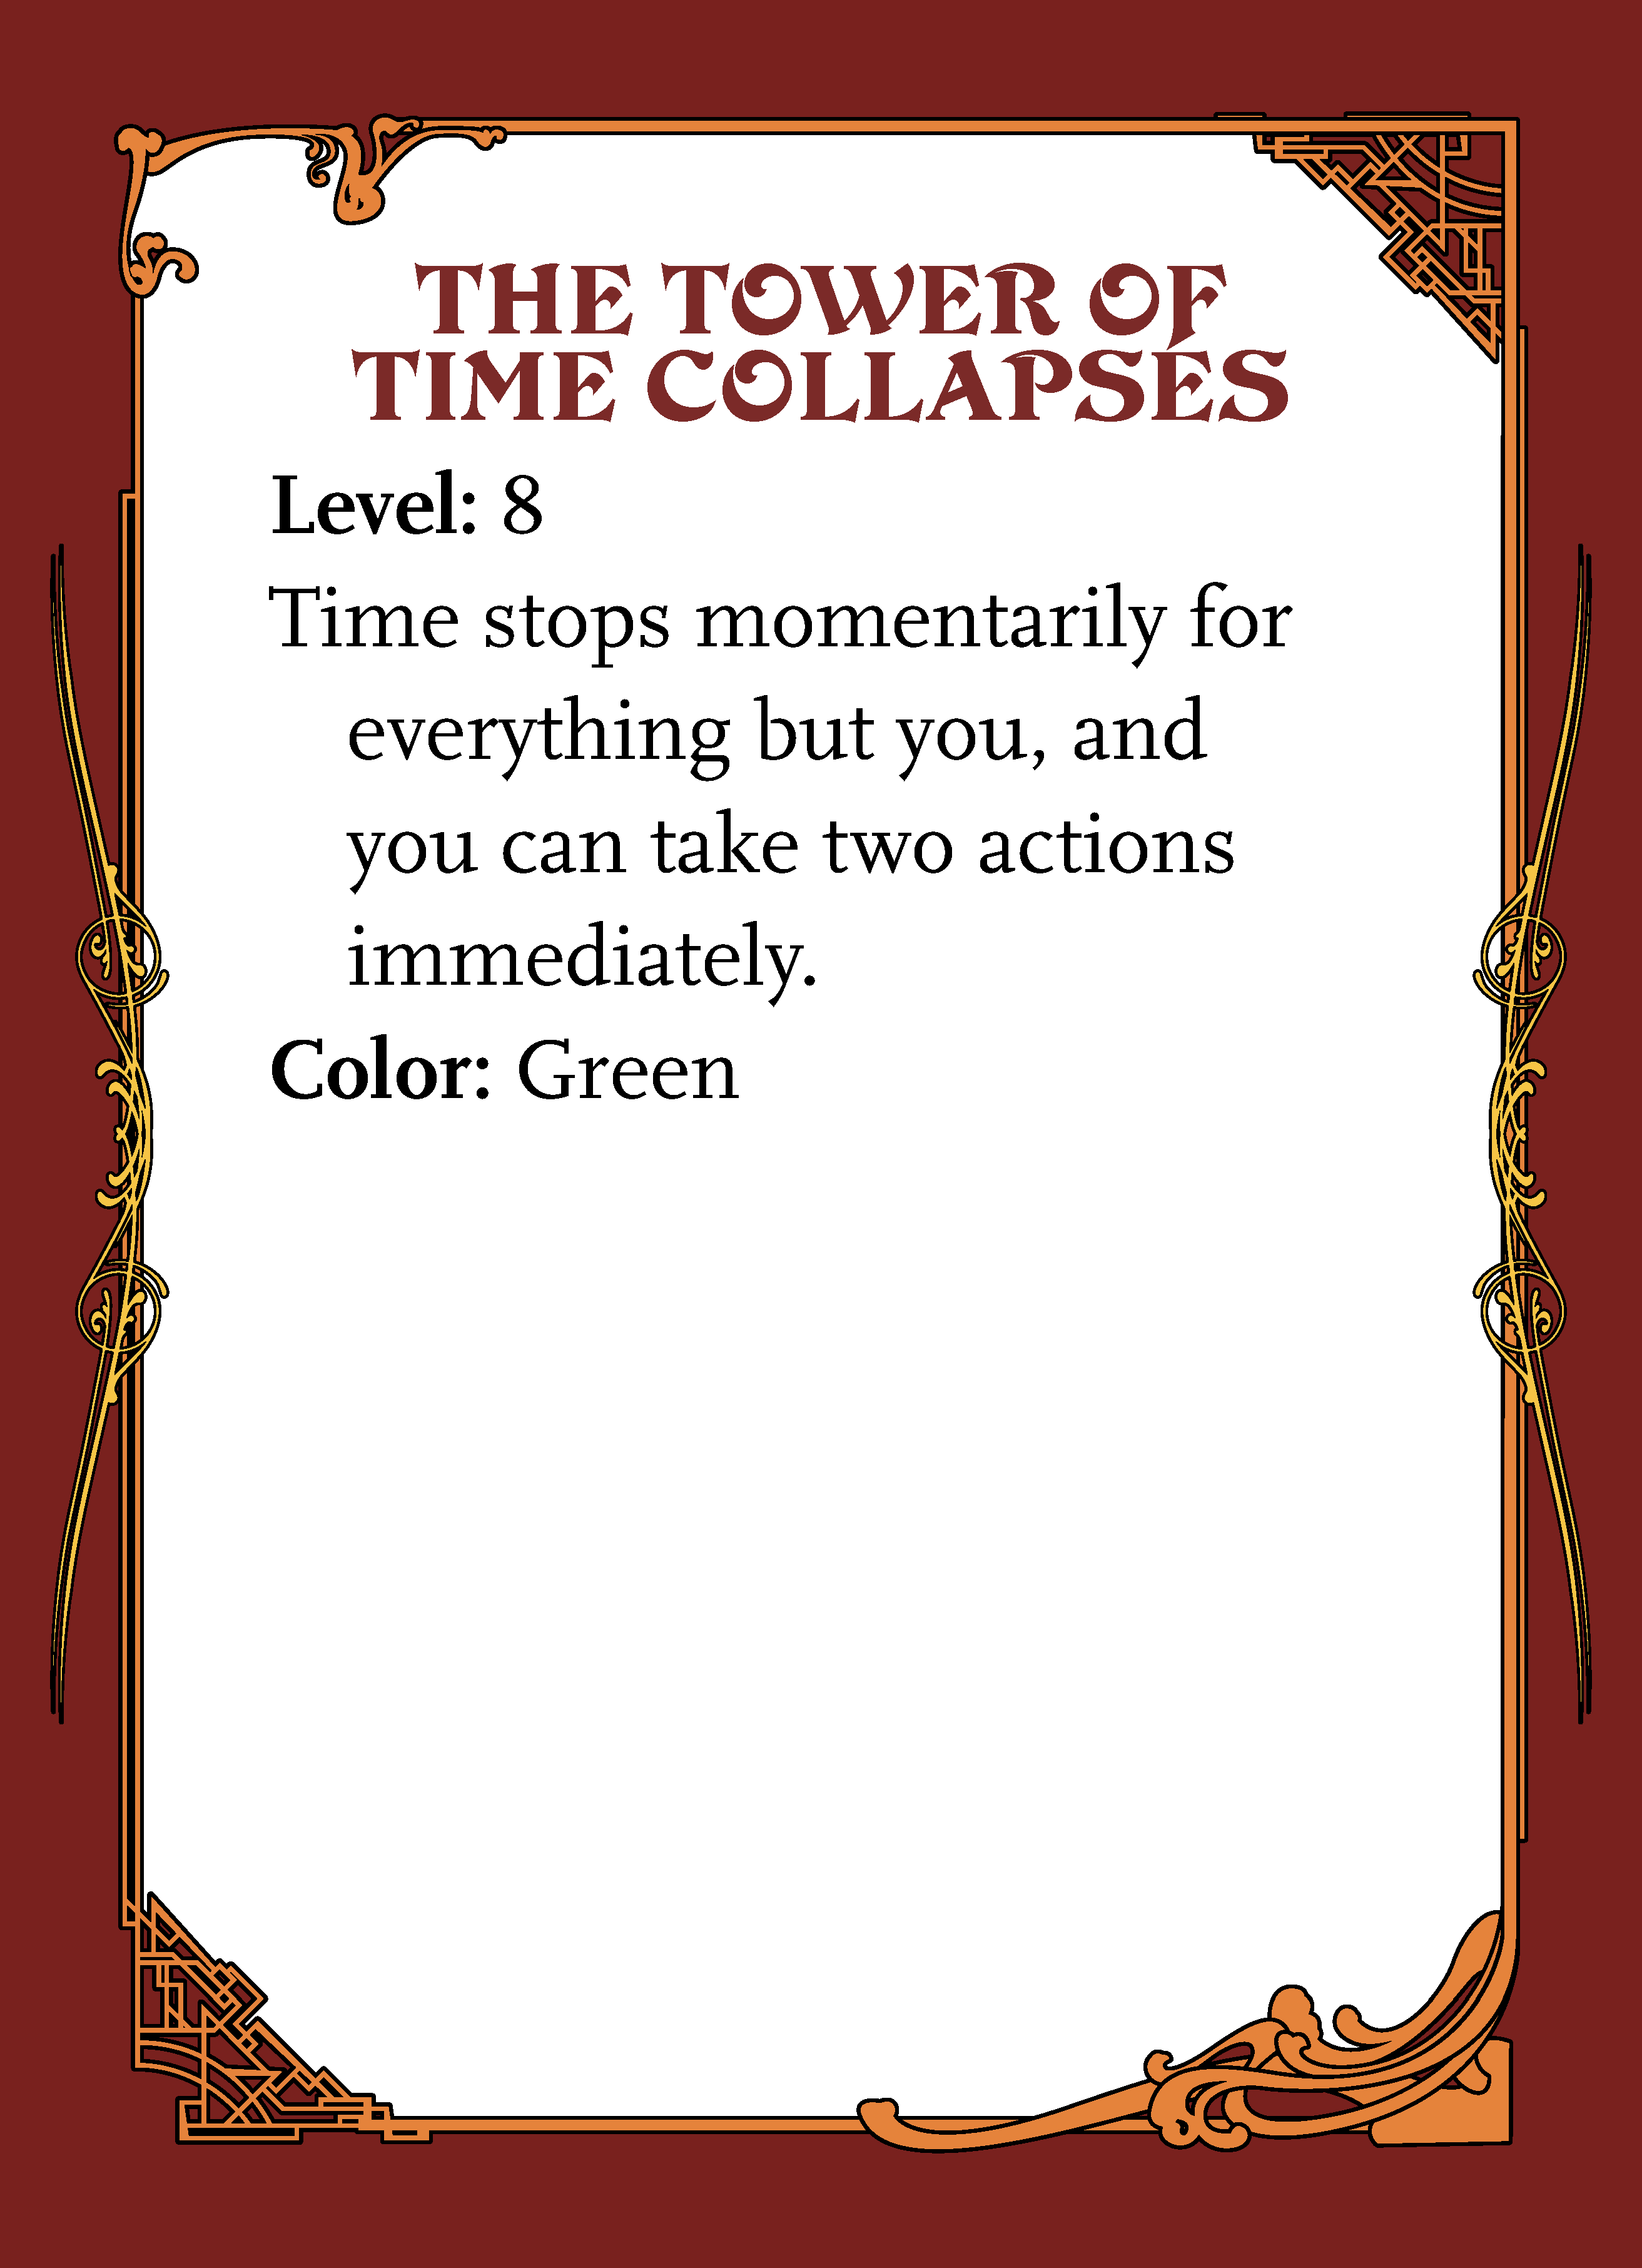 THE TOWER OF
TIME COLLAPSES
Level: 8
Time stops momentarily for
everything but you, and
you can take two actions
immediately.
Color: Green